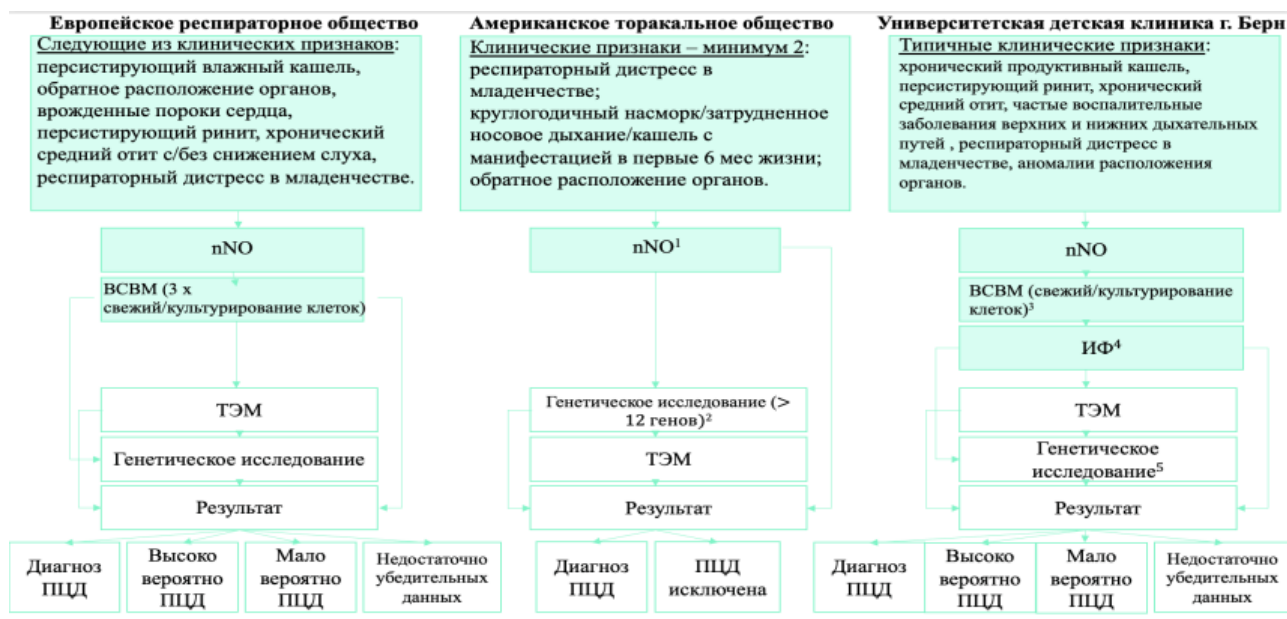 Европейское респираторное общество
Следующие из клинических признаков:
персистирующий влажный кашель,
обратное расположение органов,
врожденные пороки сердца,
персистирующий ринит, хронический
средний отит с/без снижением слуха,
респираторный дистресс в младенчестве.
nNO
ВСВМ (3 х
свежий/культурирование клеток)
ТЭМ
Генетическое исследование
Результат
Диагноз
ПЦД
Высоко
вероятно
ПЦД
Мало
вероятно
ПЦД
Недостаточно
убедительных
данных
Американское торакальное общество
Клинические признаки – минимум 2:
респираторный дистресс в
младенчестве;
круглогодичный насморк/затрудненное
носовое дыхание/кашель с
манифестацией в первые 6 мес жизни;
обратное расположение органов.
nNO¹
Генетическое исследование (>
12 генов)²
ТЭМ
Результат
Диагноз
ПЦД
ПЦД
исключена
Университетская детская клиника г. Берн
Типичные клинические признаки:
хронический продуктивный кашель,
персистирующий ринит, хронический
средний отит, частые воспалительные
заболевания верхних и нижних дыхательных
путей , респираторный дистресс в
младенчестве, аномалии расположения
органов.
nNO
ВСВМ (свежий/культурирование
клеток)³
ИФ⁴
ТЭМ
Генетическое
исследование⁵
Результат
Диагноз
ПЦД
Высоко
вероятно
ПЦД
Мало
вероятно
ПЦД
Недостаточно
убедительных
данных